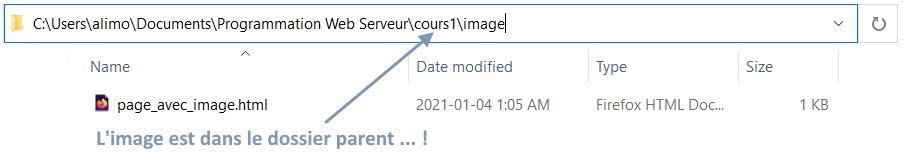 C:\Users\alimo\Documents\Programmation Web Serveur\cours1\image
Name Date modified Type Size
page_avec_image.html 2021-01-04 1:05 AM Firefox HTML Doc... 1 KB
L'image est dans le dossier parent ... !